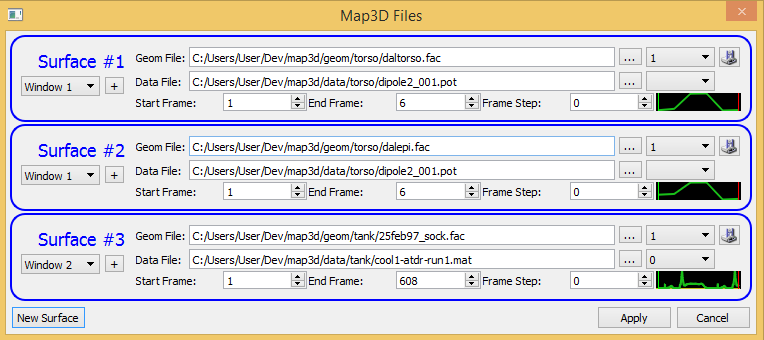 Map3D Files
Surface #1
Geom File: C:/Users/User/Dev/map3d/geom/torso/daltorso.fac ... 1
Window 1 +
Data File: C:/Users/User/Dev/map3d/data/torso/dipole2_001.pot ...
Start Frame: 1 End Frame: 6 Frame Step: 0
Surface #2
Geom File: C:/Users/User/Dev/map3d/geom/torso/dalepi.fac ... 1
Window 1 +
Data File: C:/Users/User/Dev/map3d/data/torso/dipole2_001.pot ...
Start Frame: 1 End Frame: 6 Frame Step: 0
Surface #3
Geom File: C:/Users/User/Dev/map3d/geom/tank/25feb97_sock.fac ... 1
Window 2 +
Data File: C:/Users/User/Dev/map3d/data/tank/cool1-atdr-run1.mat ... 0
Start Frame: 1 End Frame: 608 Frame Step: 0
New Surface Apply Cancel